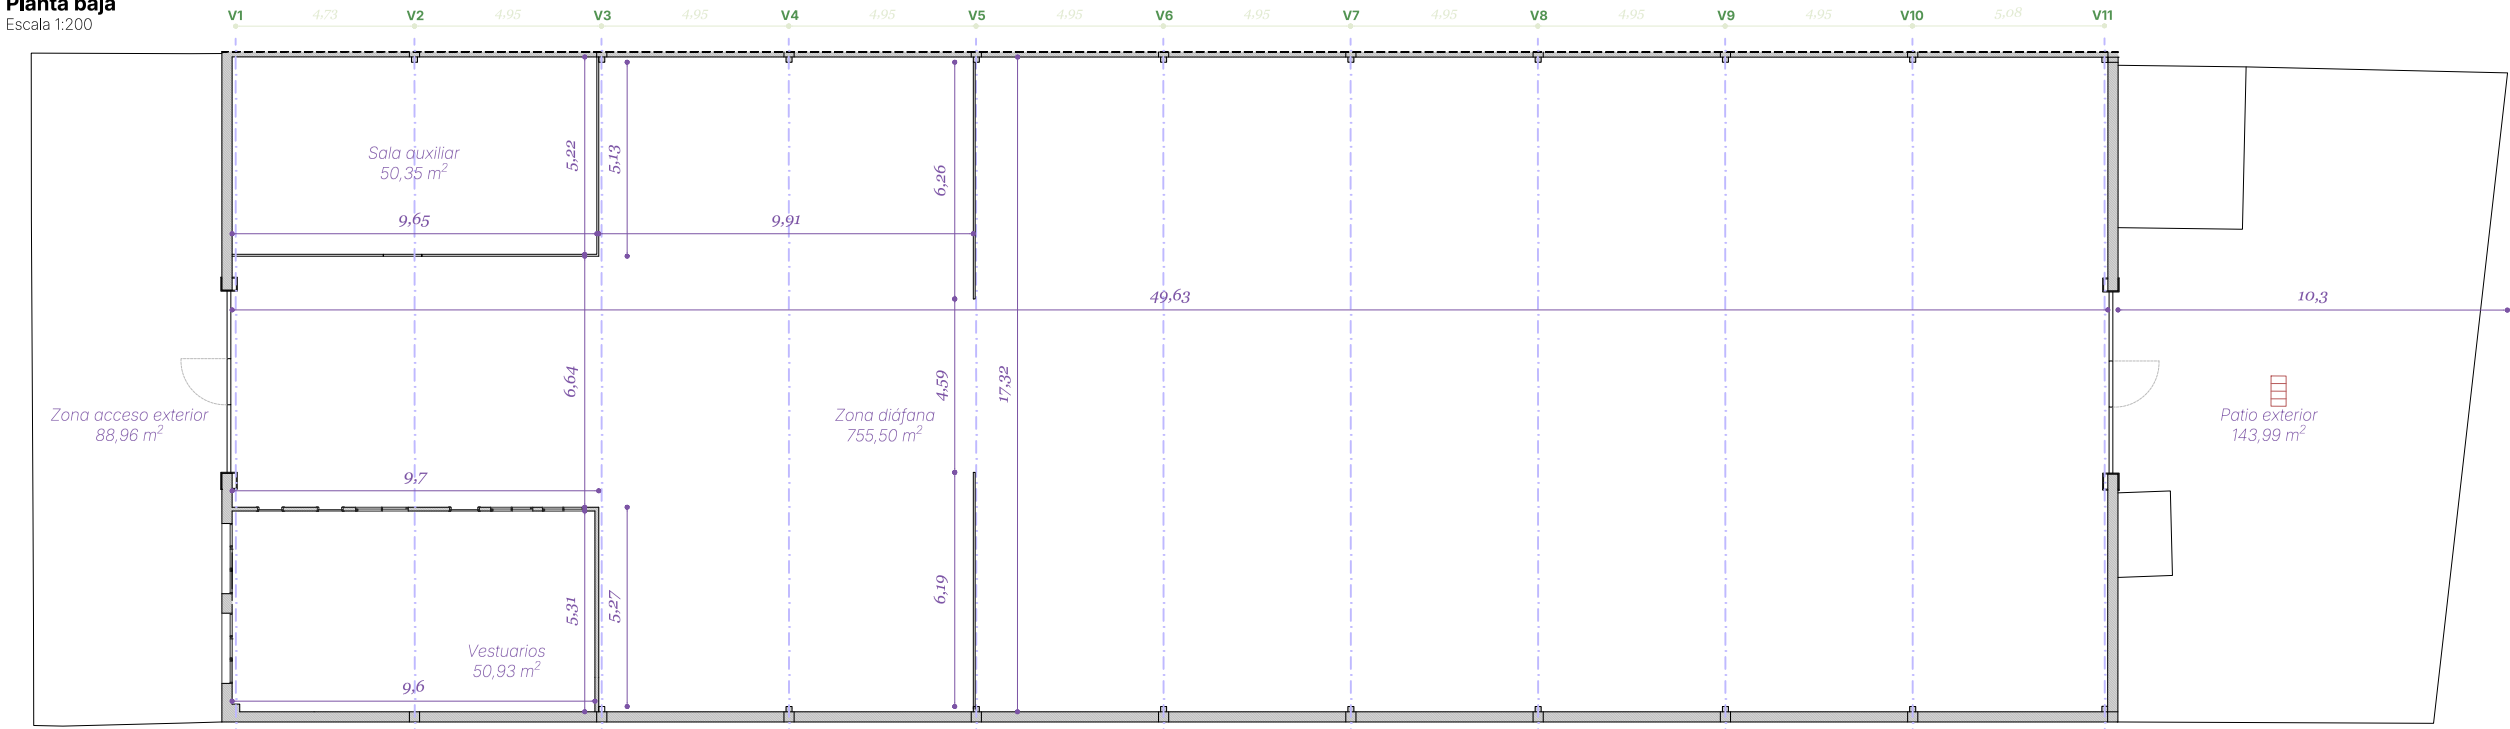 Planta baja
Escala 1:200
V1 4,73 V2 4,95 V3 4,95 V4 4,95 V5 4,95 V6 4,95 V7 4,95 V8 4,95 V9 4,95 V10 5,08 V11
Sala auxiliar
50,35 m²
5,22
5,13
6,26
9,65
9,91
49,63
10,3
6,64
4,59
17,32
Zona acceso exterior
88,96 m²
Zona diáfana
755,50 m²
Patio exterior
143,99 m²
9,7
5,31
5,27
6,19
Vestuarios
50,93 m²
9,6